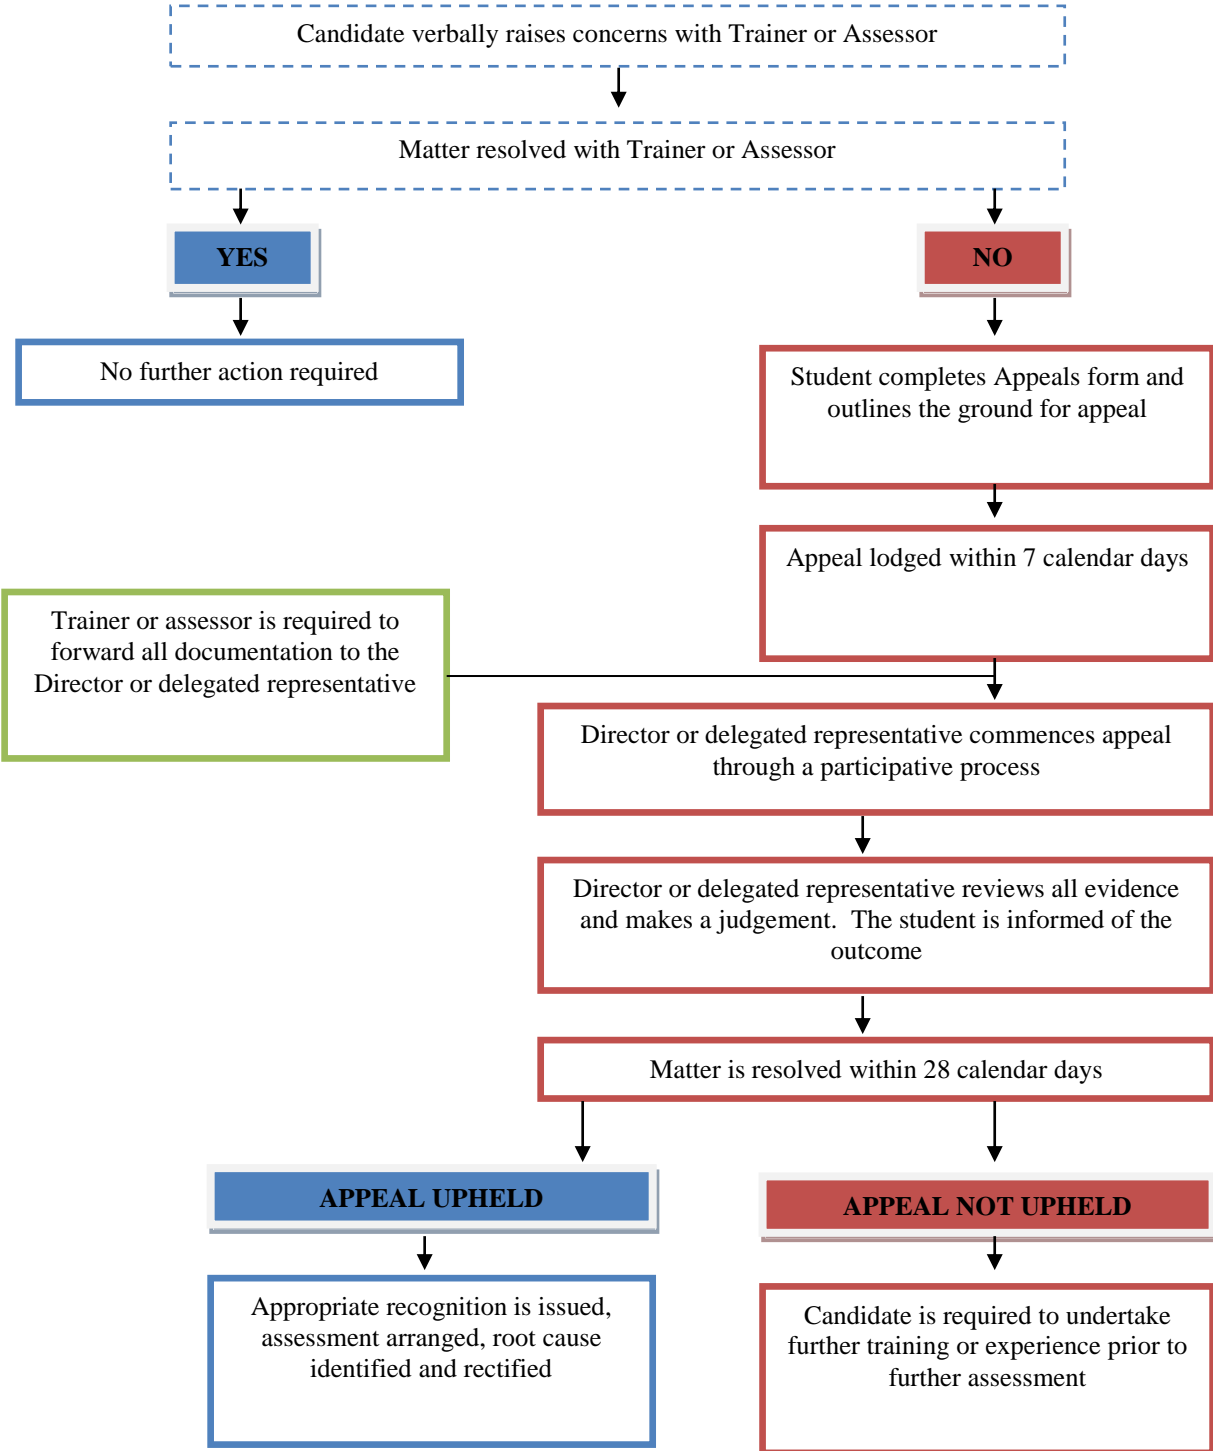 Candidate verbally raises concerns with Trainer or Assessor
Matter resolved with Trainer or Assessor
YES
NO
No further action required
Student completes Appeals form and
outlines the ground for appeal
Appeal lodged within 7 calendar days
Trainer or assessor is required to
forward all documentation to the
Director or delegated representative
Director or delegated representative commences appeal
through a participative process
Director or delegated representative reviews all evidence
and makes a judgement.  The student is informed of the
outcome
Matter is resolved within 28 calendar days
APPEAL UPHELD
APPEAL NOT UPHELD
Appropriate recognition is issued,
assessment arranged, root cause
identified and rectified
Candidate is required to undertake
further training or experience prior to
further assessment